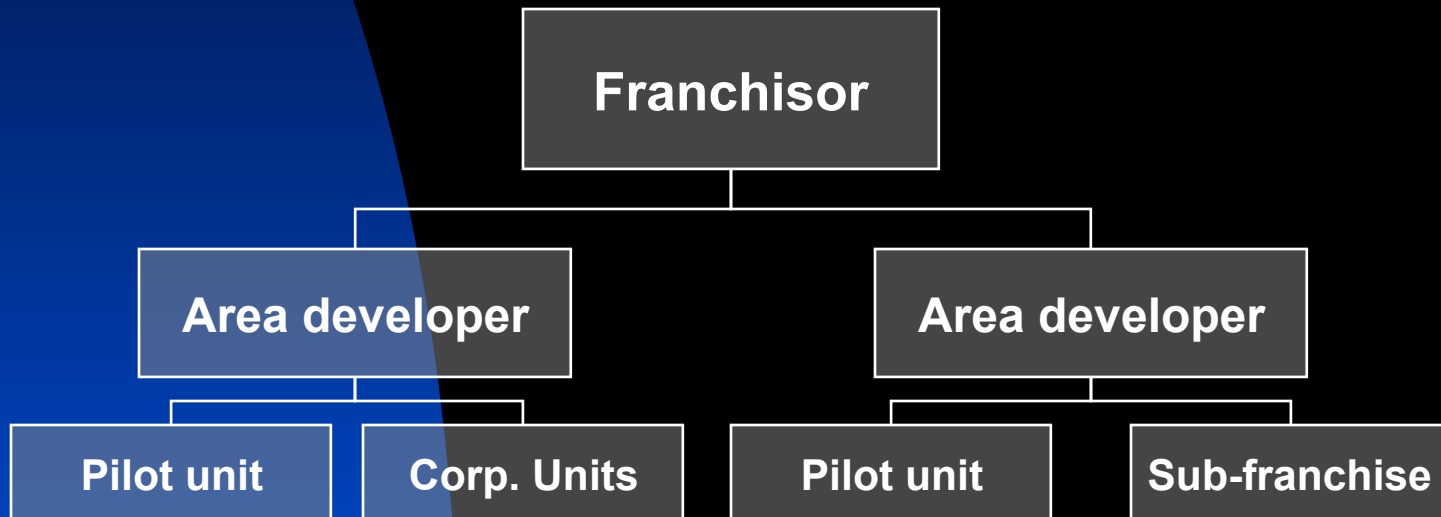 Franchisor
Area developer
Area developer
Pilot unit
Corp. Units
Pilot unit
Sub-franchise